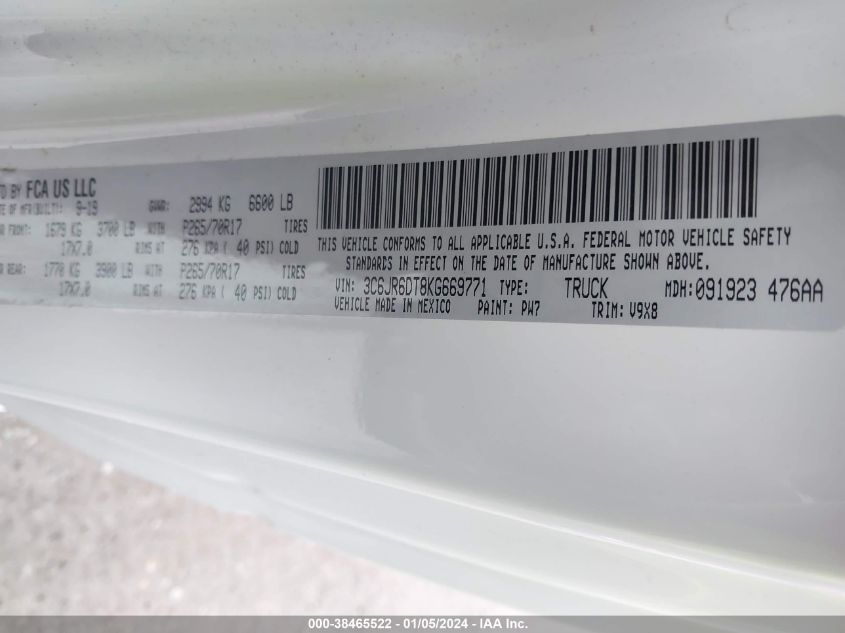 BY FCA US LLC
OF MFR(BUILT): 9-19 GVWR: 2994 KG 6600 LB
FRONT: 1679 KG 3700 LB WITH P265/70R17 TIRES
17X7.0 RIMS AT 276 KPA ( 40 PSI) COLD
REAR: 1770 KG 3900 LB WITH P265/70R17 TIRES
17X7.0 RIMS AT 276 KPA ( 40 PSI) COLD
THIS VEHICLE CONFORMS TO ALL APPLICABLE U.S.A. FEDERAL MOTOR VEHICLE SAFETY
STANDARDS IN EFFECT ON THE DATE OF MANUFACTURE SHOWN ABOVE.
VIN: 3C6JR6DT8KG669771 TYPE: TRUCK MDH:091923 476AA
VEHICLE MADE IN MEXICO PAINT: PW7 TRIM: V9X8
000-38465522 - 01/05/2024 - IAA Inc.